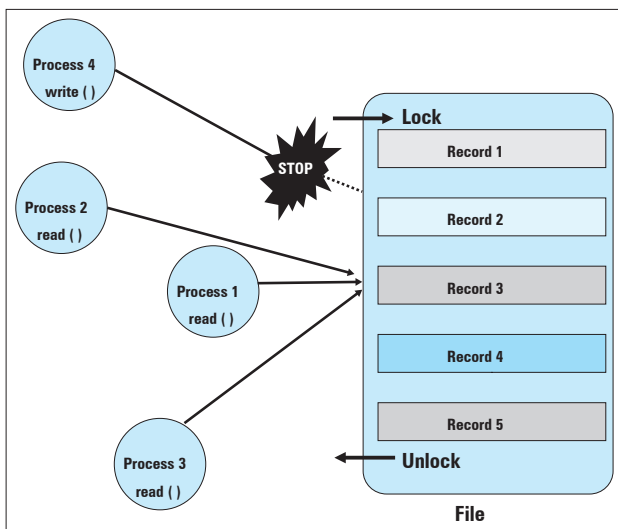 Process 4
write ( )
Lock
Record 1
STOP
Process 2
read ( )
Record 2
Process 1
read ( )
Record 3
Record 4
Process 3
read ( )
Record 5
Unlock
File